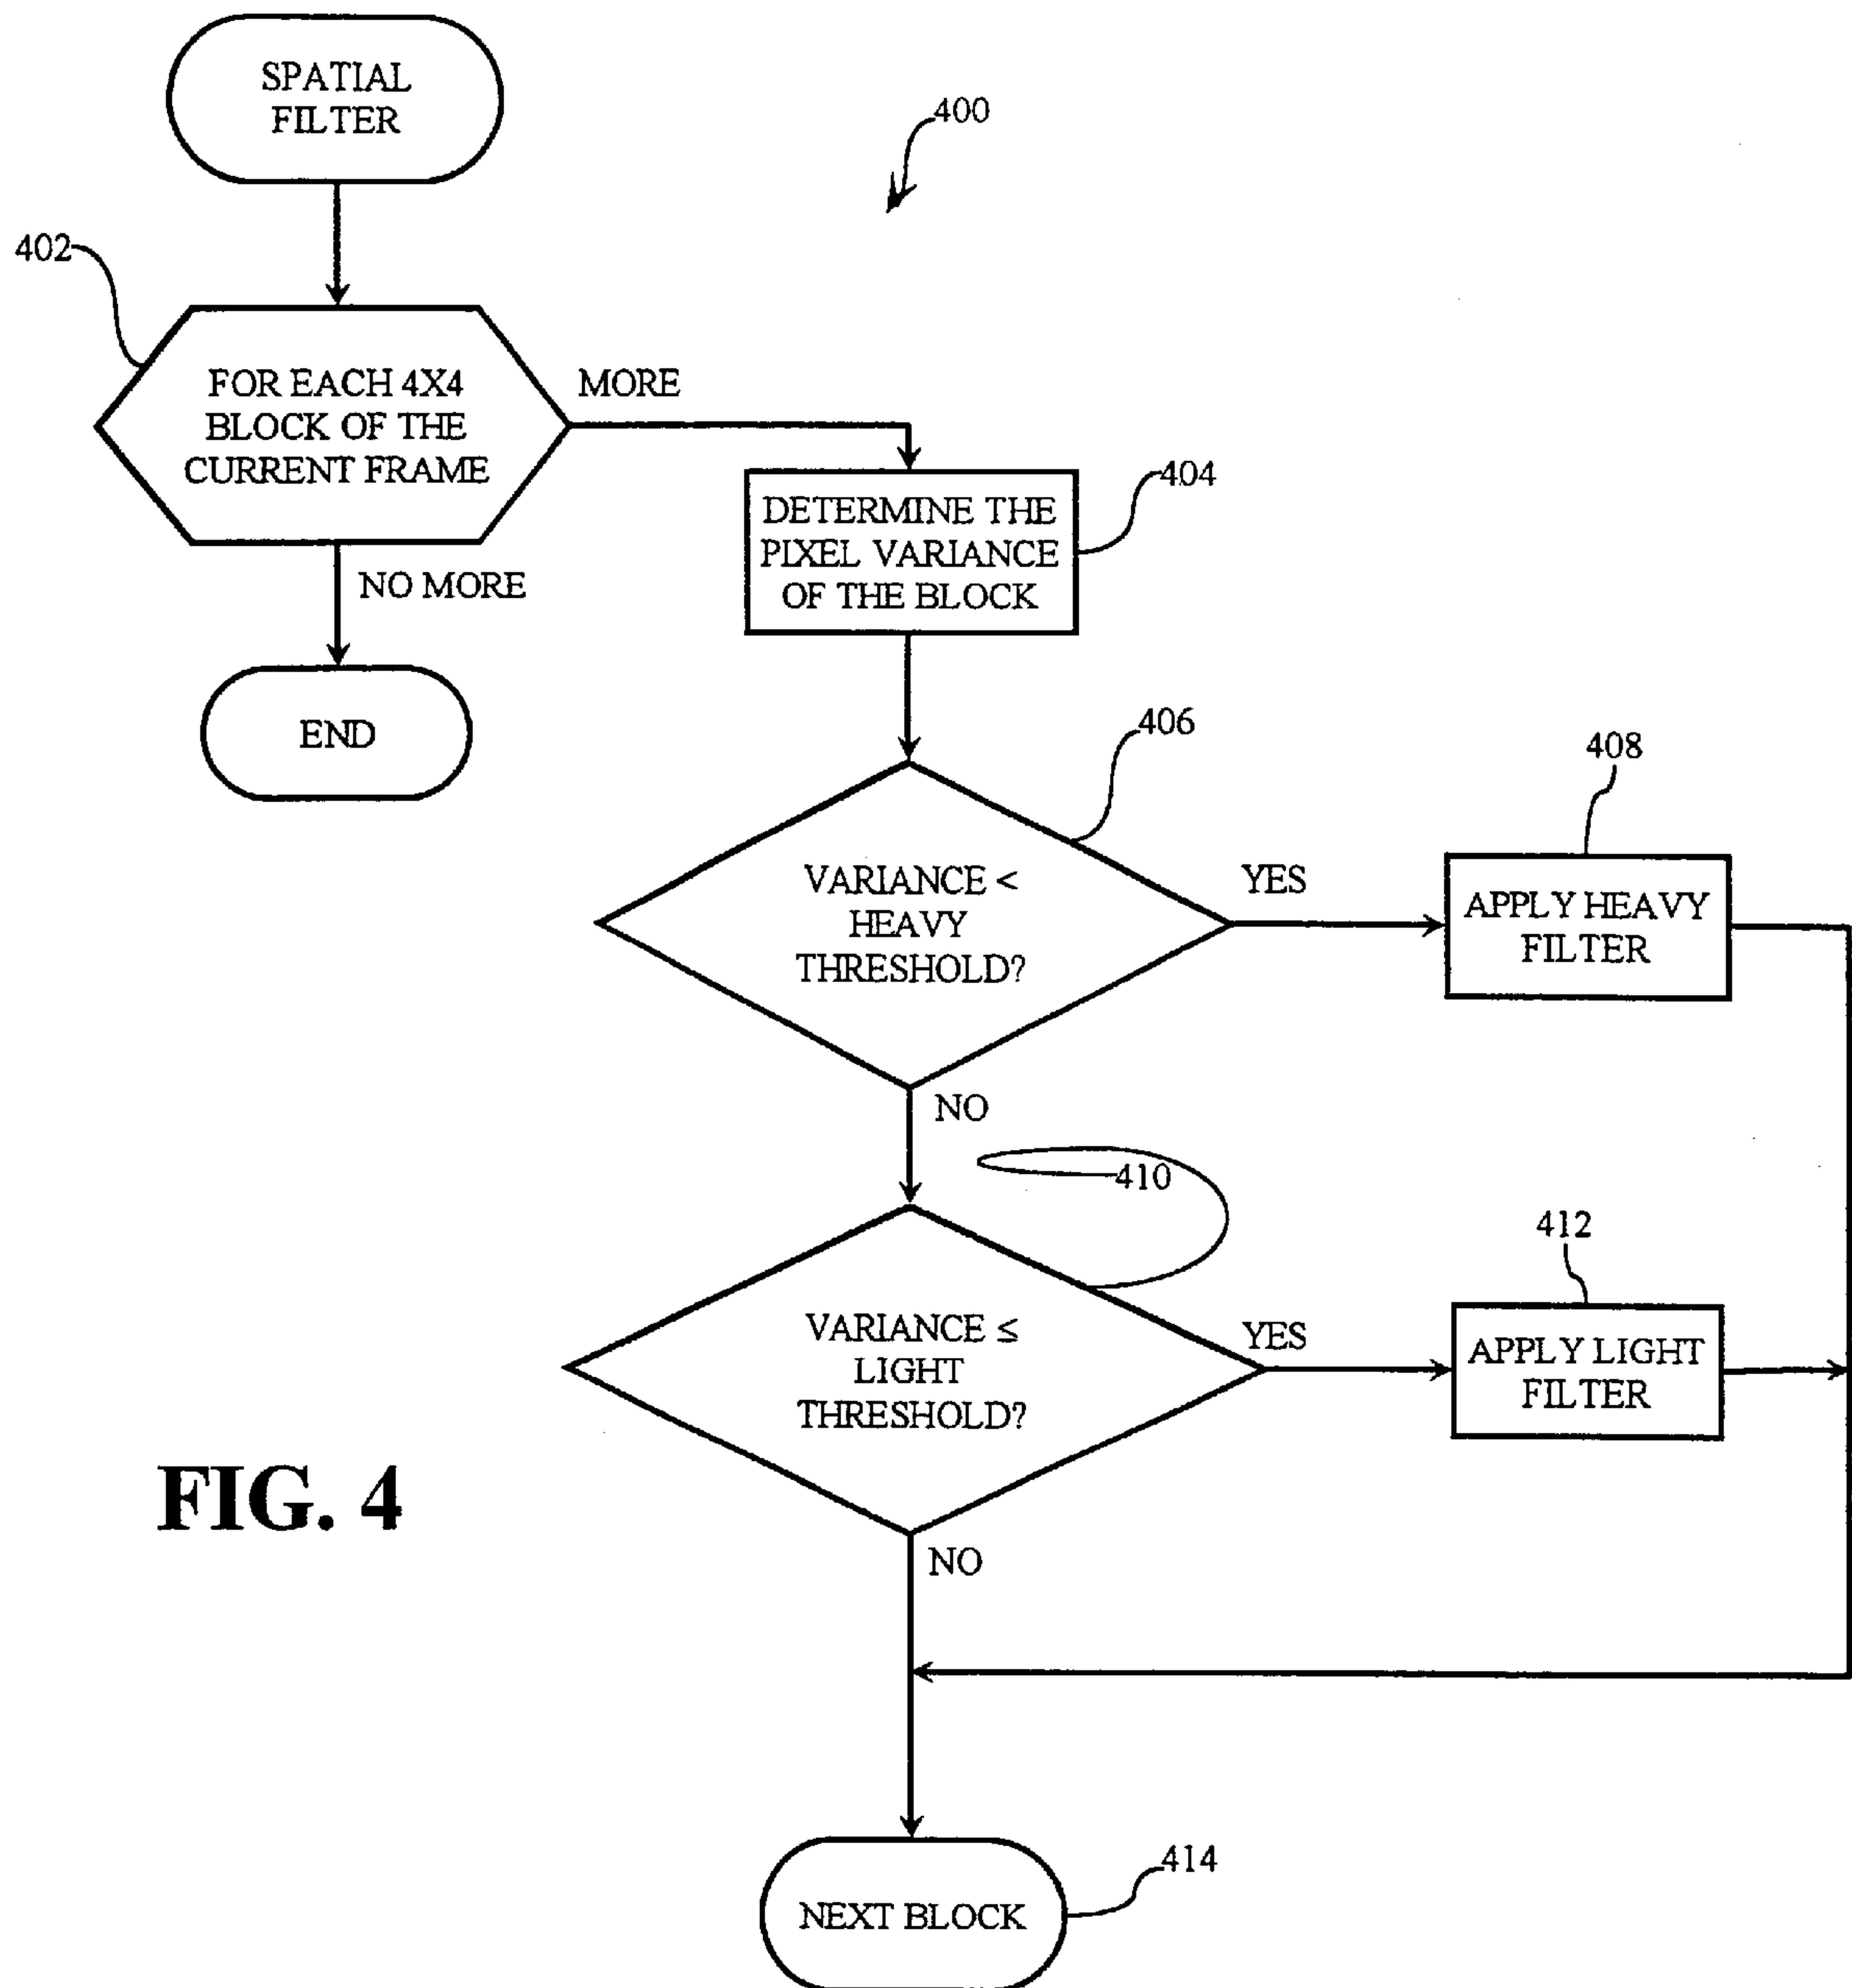 SPATIAL
FILTER
400
402
FOR EACH 4X4
BLOCK OF THE
CURRENT FRAME
MORE
404
DETERMINE THE
PIXEL VARIANCE
OF THE BLOCK
NO MORE
END
406
408
VARIANCE <
HEAVY
THRESHOLD?
YES
APPLY HEAVY
FILTER
NO
410
412
VARIANCE ≤
LIGHT
THRESHOLD?
YES
APPLY LIGHT
FILTER
FIG. 4
NO
414
NEXT BLOCK